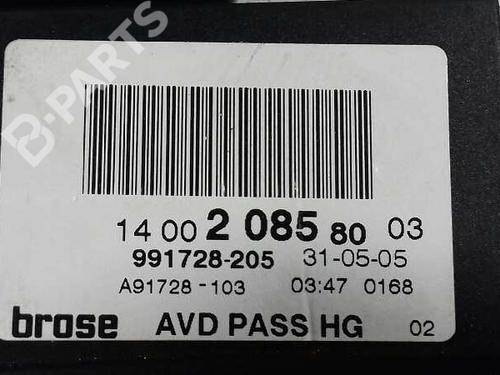 B-PARTS
14 00 2 085 80 03
991728-205 31-05-05
A91728-103 03:47 0168
brose AVD PASS HG 02